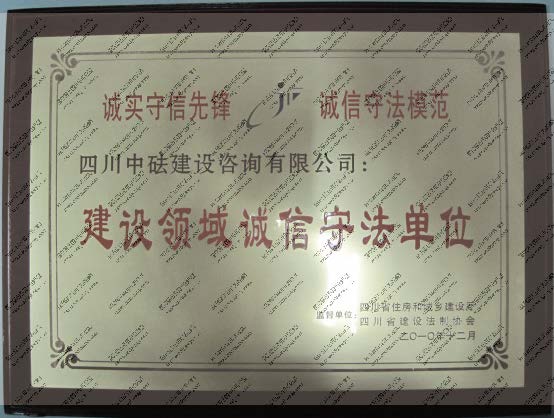 诚实守信先锋 诚信守法模范
四川中砝建设咨询有限公司：
建设领域诚信守法单位
监督单位：
四川省住房和城乡建设厅
四川省建设法制协会
乙〇一〇年十二月